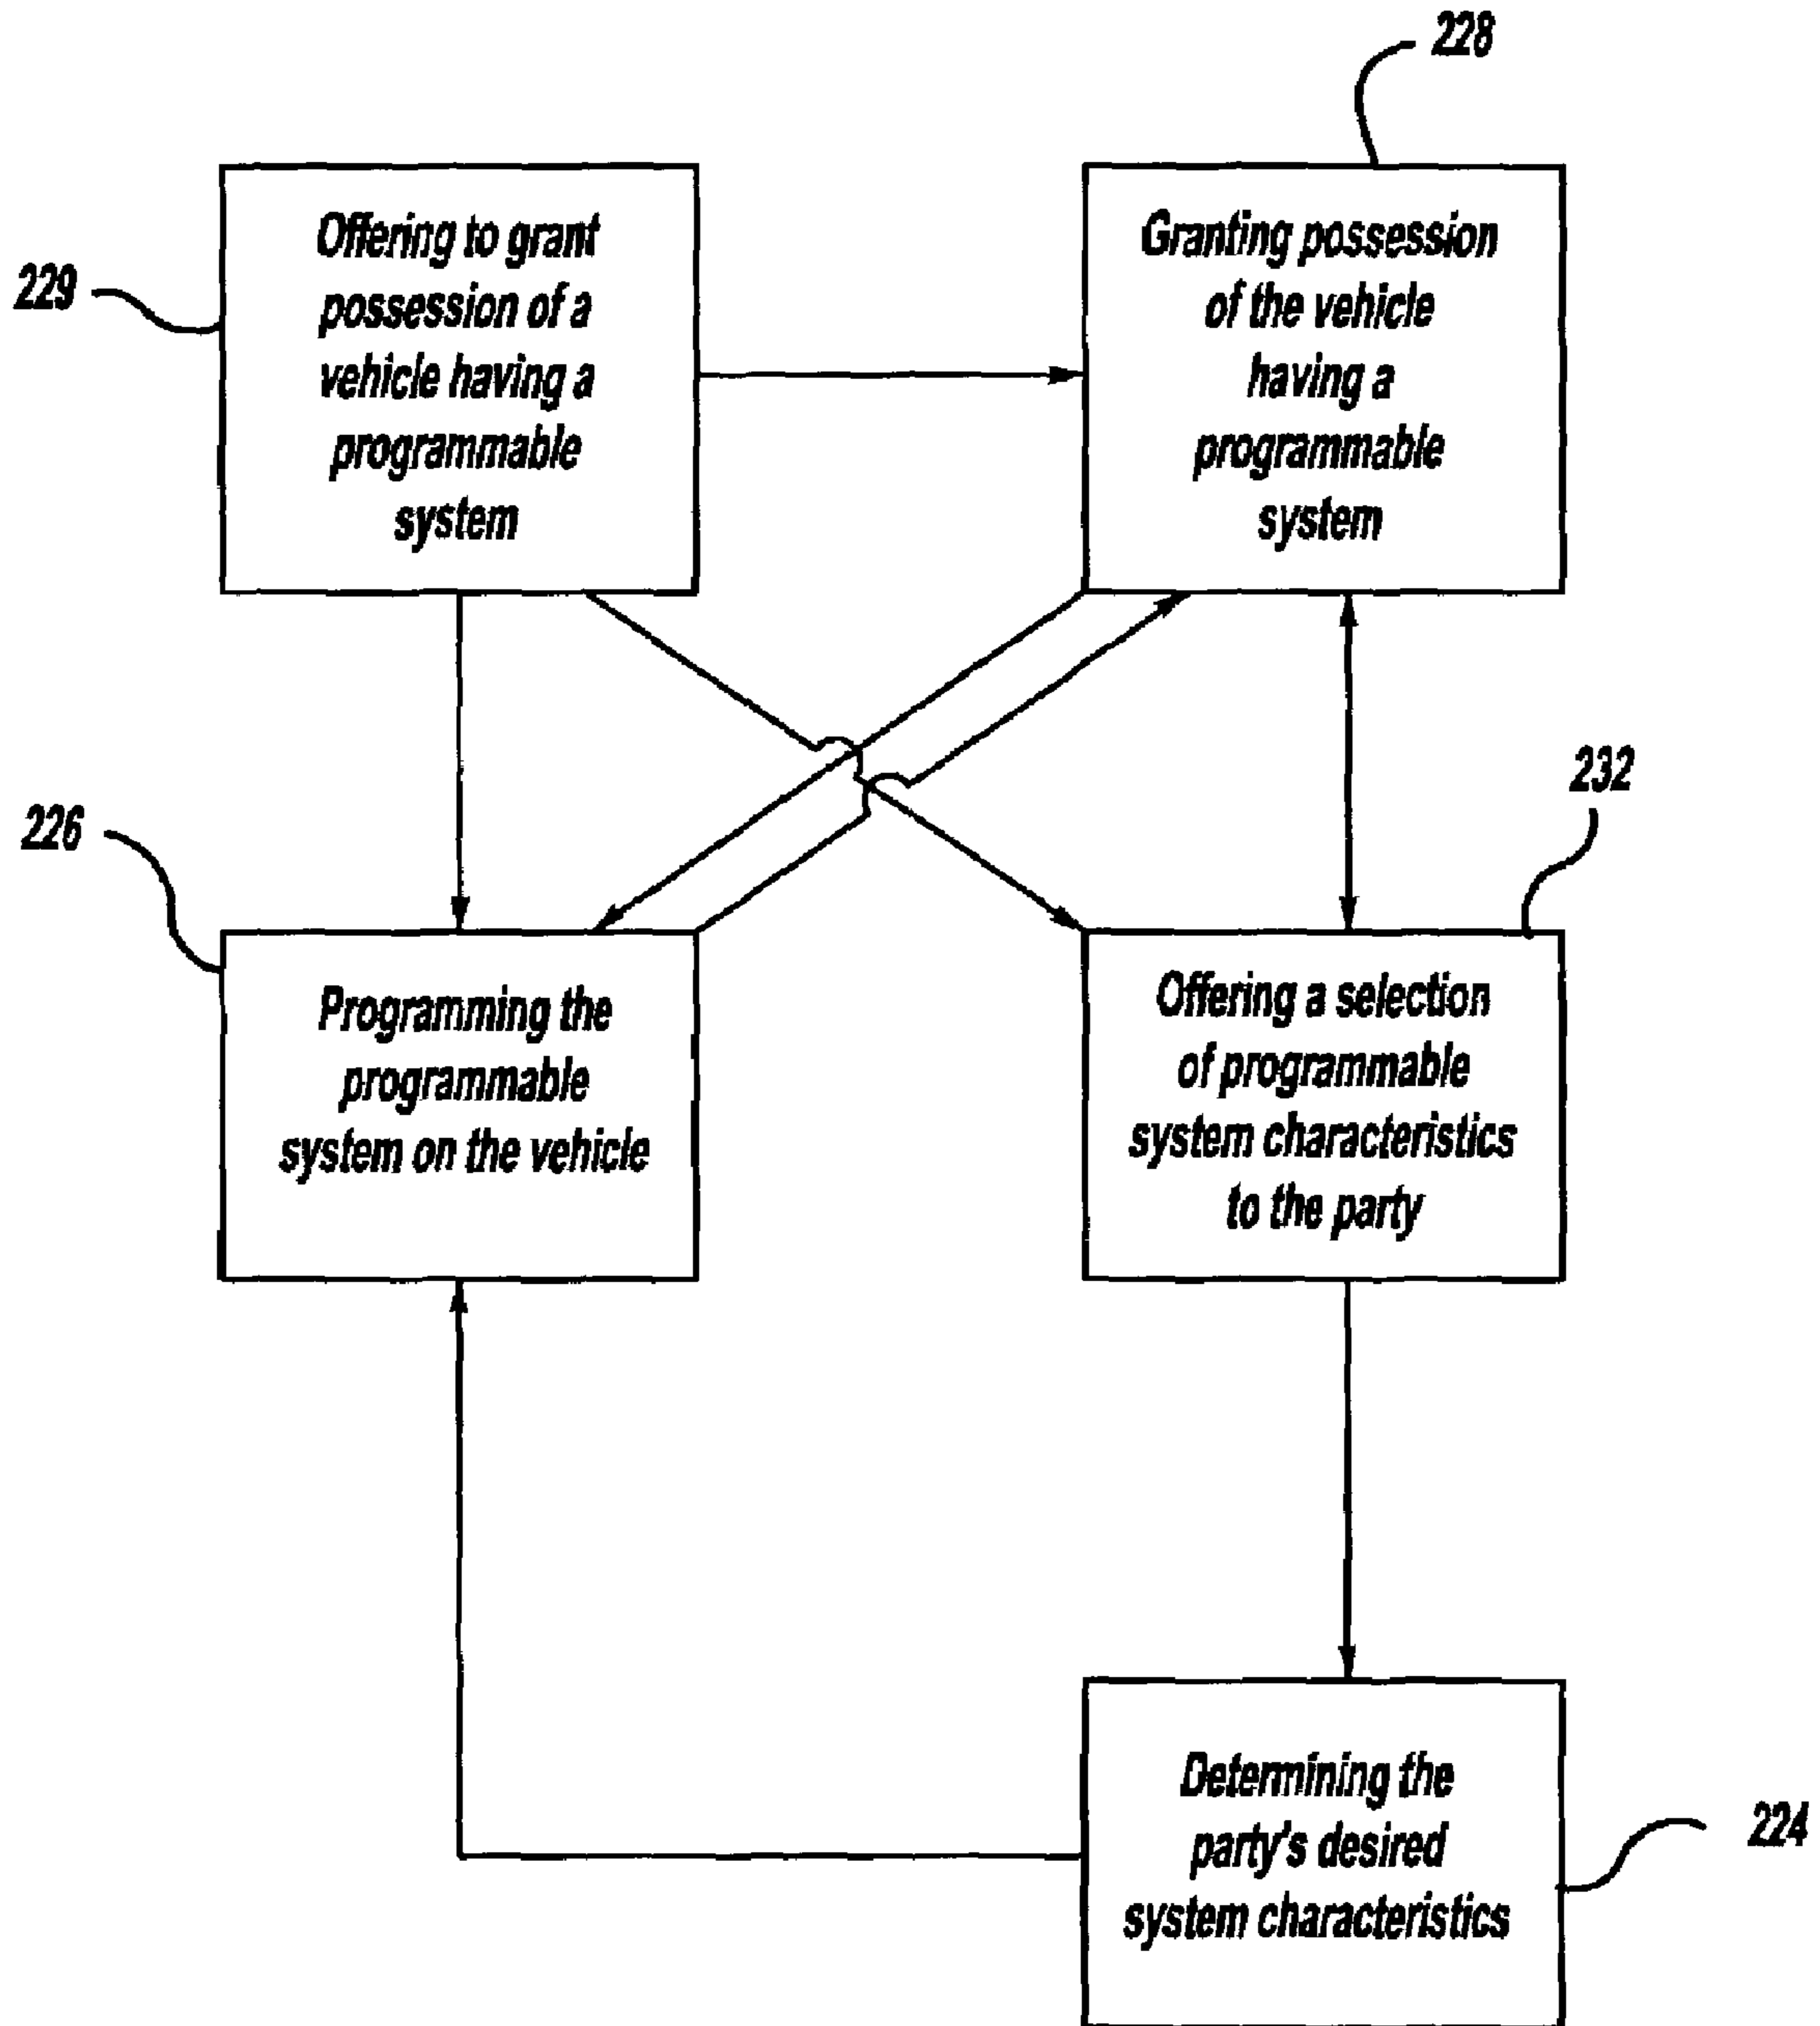 228
229
Offering to grant
possession of a
vehicle having a
programmable
system
Granting possession
of the vehicle
having a
programmable
system
226
232
Programming the
programmable
system on the vehicle
Offering a selection
of programmable
system characteristics
to the party
Determining the
party's desired
system characteristics
224